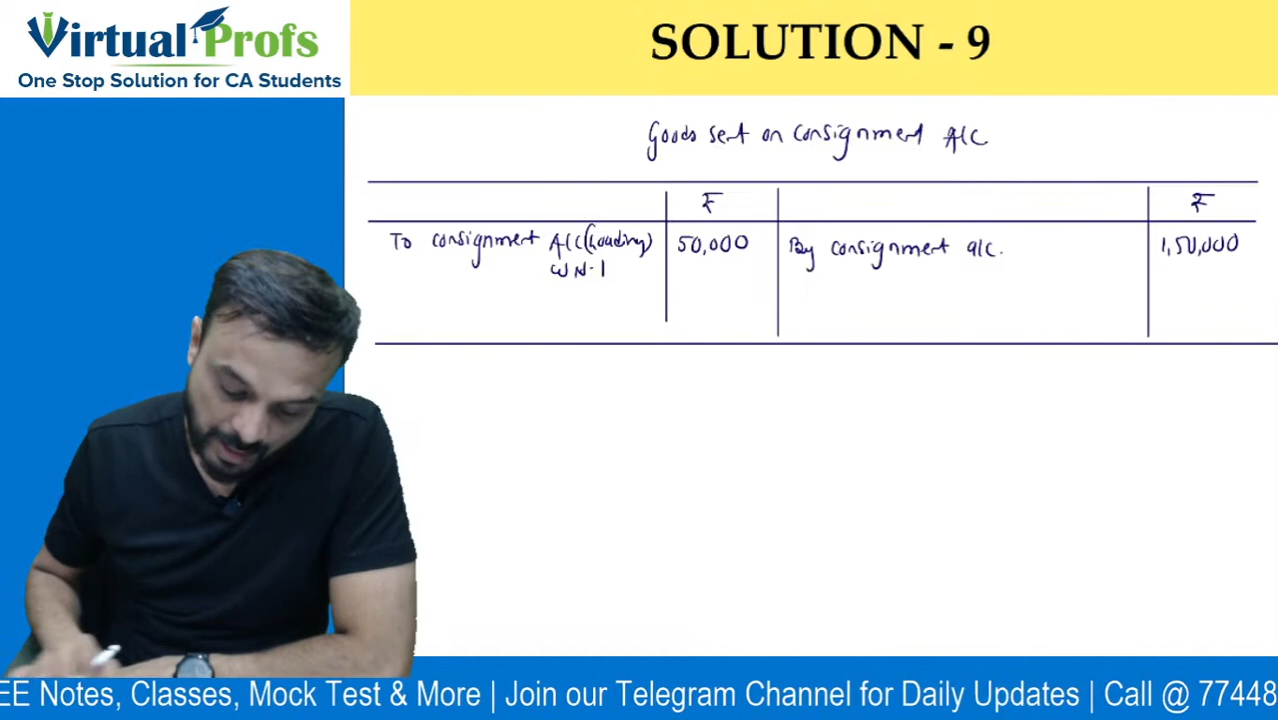 Virtual Profs
One Stop Solution for CA Students
SOLUTION - 9
Goods sent on consignment A/C
₹ ₹
To consignment A/C (Loading) 50,000 By consignment a/c. 1,50,000
WN-1
EE Notes, Classes, Mock Test & More | Join our Telegram Channel for Daily Updates | Call @ 77448